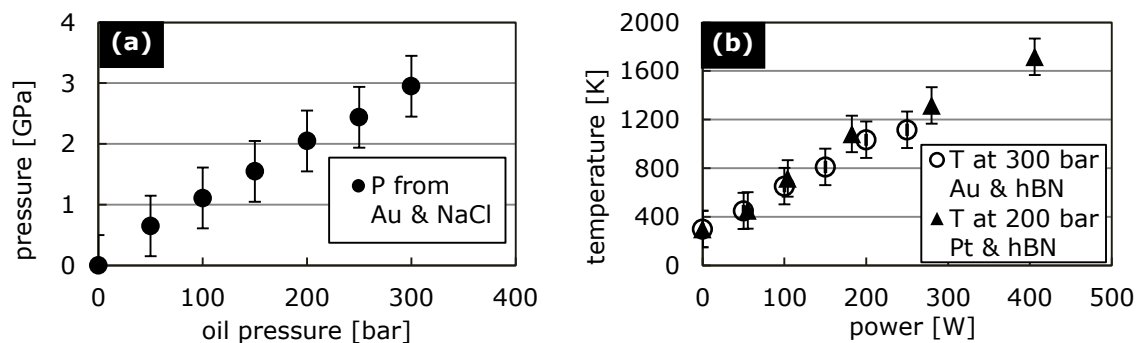 (a)
4
3
2
1
0
pressure [GPa]
P from
Au & NaCl
0 100 200 300 400
oil pressure [bar]
(b)
2000
1600
1200
800
400
0
temperature [K]
T at 300 bar
Au & hBN
T at 200 bar
Pt & hBN
0 100 200 300 400 500
power [W]